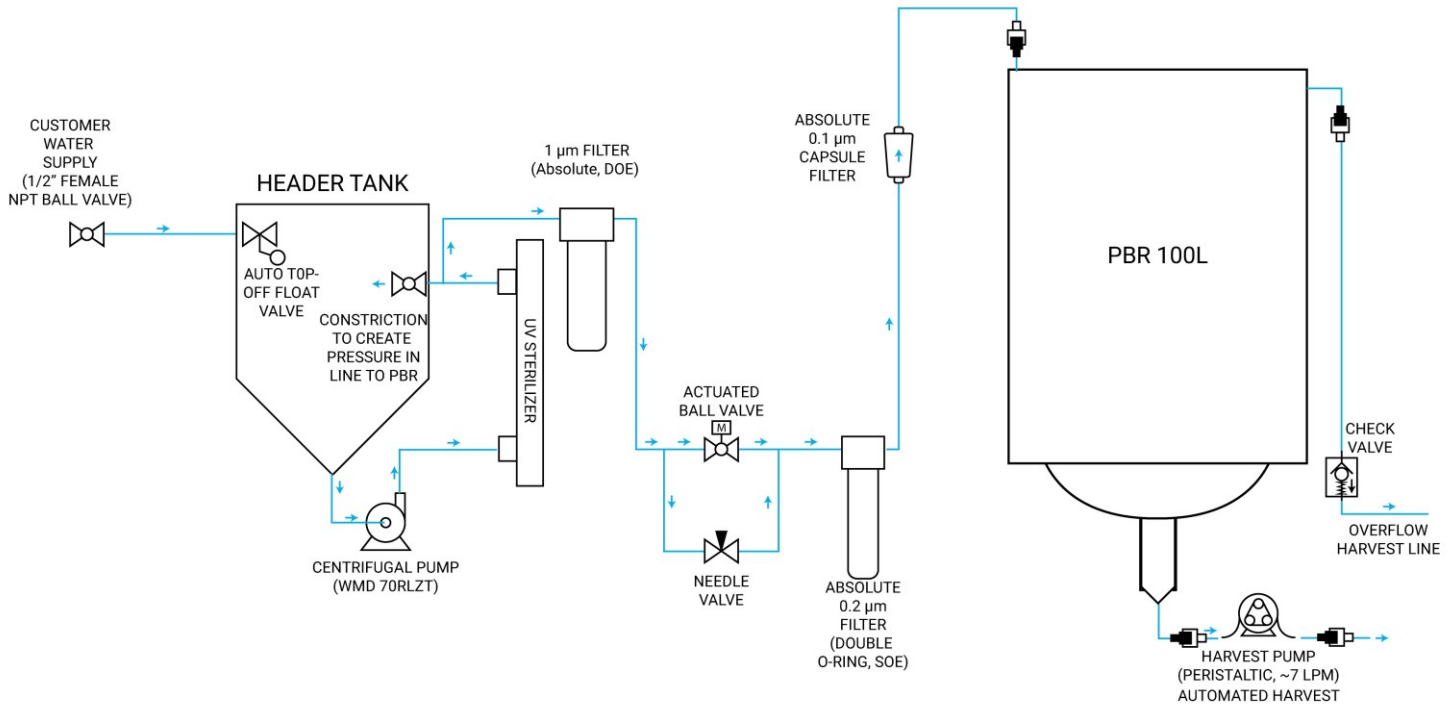 CUSTOMER
WATER
SUPPLY
(1/2” FEMALE
NPT BALL VALVE)
HEADER TANK
AUTO TOP-
OFF FLOAT
VALVE
CONSTRICTION
TO CREATE
PRESSURE IN
LINE TO PBR
CENTRIFUGAL PUMP
(WMD 70RLZT)
UV STERILIZER
1 µm FILTER
(Absolute, DOE)
ACTUATED
BALL VALVE
M
NEEDLE
VALVE
ABSOLUTE
0.2 µm
FILTER
(DOUBLE
O-RING, SOE)
ABSOLUTE
0.1 µm
CAPSULE
FILTER
PBR 100L
CHECK
VALVE
OVERFLOW
HARVEST LINE
HARVEST PUMP
(PERISTALTIC, ~7 LPM)
AUTOMATED HARVEST